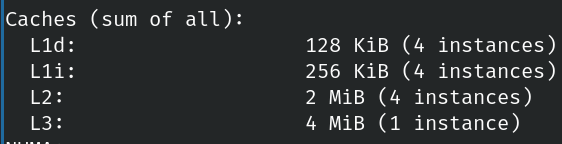 Caches (sum of all):
L1d: 128 KiB (4 instances)
L1i: 256 KiB (4 instances)
L2: 2 MiB (4 instances)
L3: 4 MiB (1 instance)